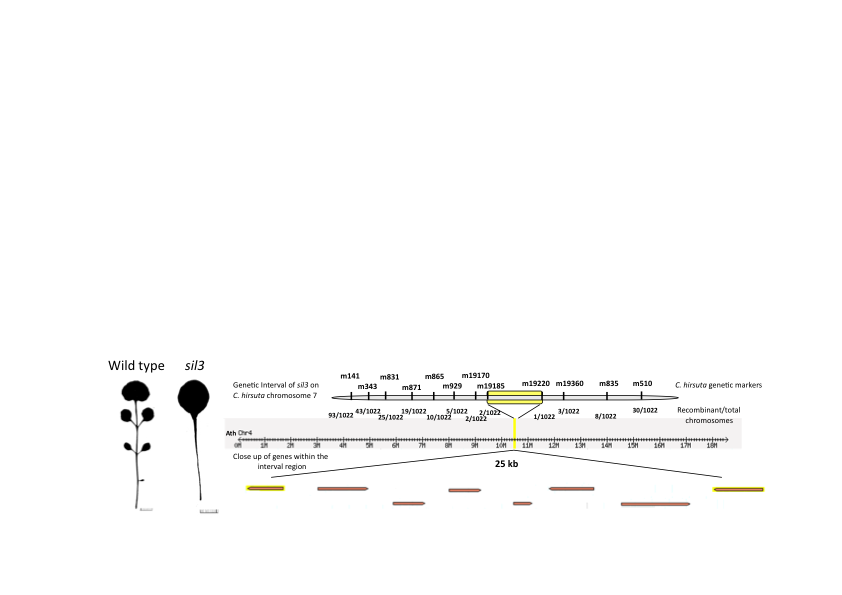 Wild type
sil3
Genetic Interval of sil3 on
C. hirsuta chromosome 7
m141
m343
m831
m871
m865
m929
m19170
m19185
m19220
m19360
m835
m510
C. hirsuta genetic markers
93/1022
43/1022
25/1022
19/1022
10/1022
5/1022
2/1022
2/1022
1/1022
3/1022
8/1022
30/1022
Recombinant/total
chromosomes
Ath Chr4
0M 1M 2M 3M 4M 5M 6M 7M 8M 9M 10M 11M 12M 13M 14M 15M 16M 17M 18M
Close up of genes within the
interval region
25 kb